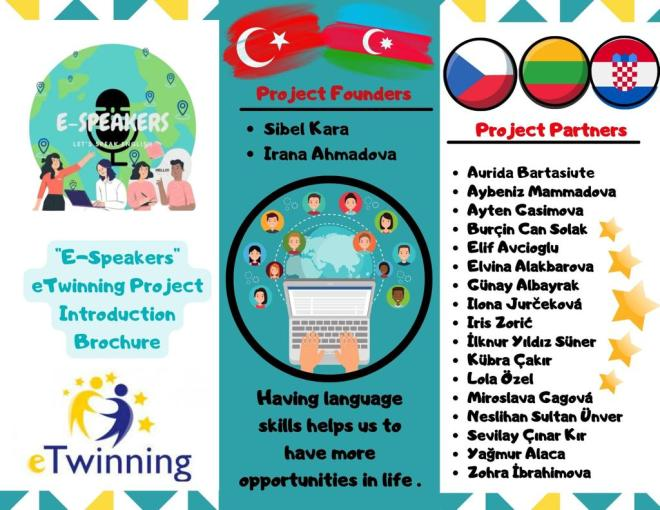 E-SPEAKERS
LET'S SPEAK ENGLISH
HELLO!
"E-Speakers"
eTwinning Project
Introduction
Brochure
eTwinning
Project Founders
• Sibel Kara
• Irana Ahmadova
Having language
skills helps us to
have more
opportunities in life .
Project Partners
• Aurida Bartasiute
• Aybeniz Mammadova
• Ayten Gasimova
• Burçin Can Solak
• Elif Avcioglu
• Elvina Alakbarova
• Günay Albayrak
• Ilona Jurčeková
• Iris Zorić
• İlknur Yıldız Süner
• Kübra Çakır
• Lola Özel
• Miroslava Gagová
• Neslihan Sultan Ünver
• Sevilay Çınar Kır
• Yağmur Alaca
• Zohra İbrahimova